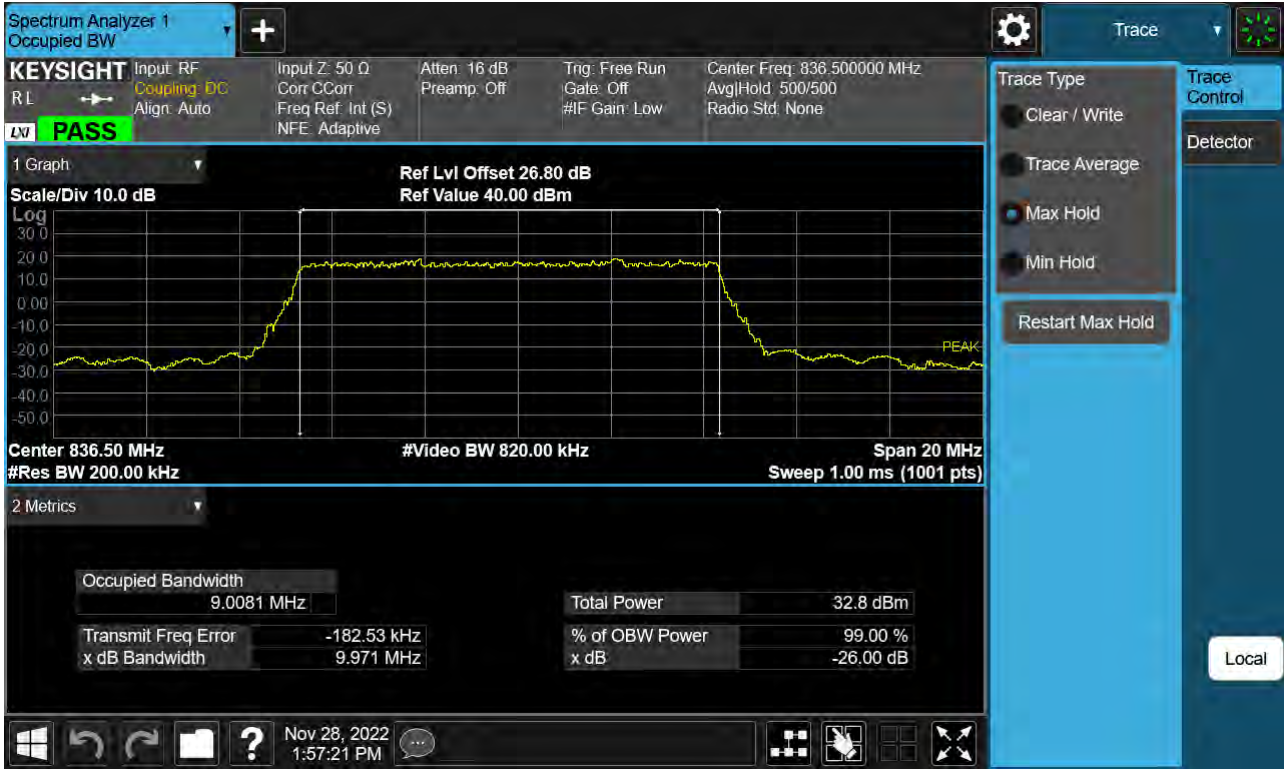 Spectrum Analyzer 1
Occupied BW
Trace
KEYSIGHT
Input: RF
Coupling: DC
Align: Auto
Input Z: 50 Ω
Corr CCorr
Freq Ref: Int (S)
NFE: Adaptive
Atten: 16 dB
Preamp: Off
Trig: Free Run
Gate: Off
#IF Gain: Low
Center Freq: 836.500000 MHz
Avg|Hold: 500/500
Radio Std: None
R L
LXI
PASS
Trace Type
Clear / Write
Trace Average
Max Hold
Min Hold
Restart Max Hold
Trace
Control
Detector
1 Graph
Scale/Div 10.0 dB
Ref Lvl Offset 26.80 dB
Ref Value 40.00 dBm
Log
30.0
20.0
10.0
0.00
-10.0
-20.0
-30.0
-40.0
-50.0
PEAK
Center 836.50 MHz
#Video BW 820.00 kHz
Span 20 MHz
#Res BW 200.00 kHz
Sweep 1.00 ms (1001 pts)
2 Metrics
Occupied Bandwidth
9.0081 MHz
Total Power 32.8 dBm
Transmit Freq Error -182.53 kHz
% of OBW Power 99.00 %
x dB Bandwidth 9.971 MHz
x dB -26.00 dB
Local
?
Nov 28, 2022
1:57:21 PM